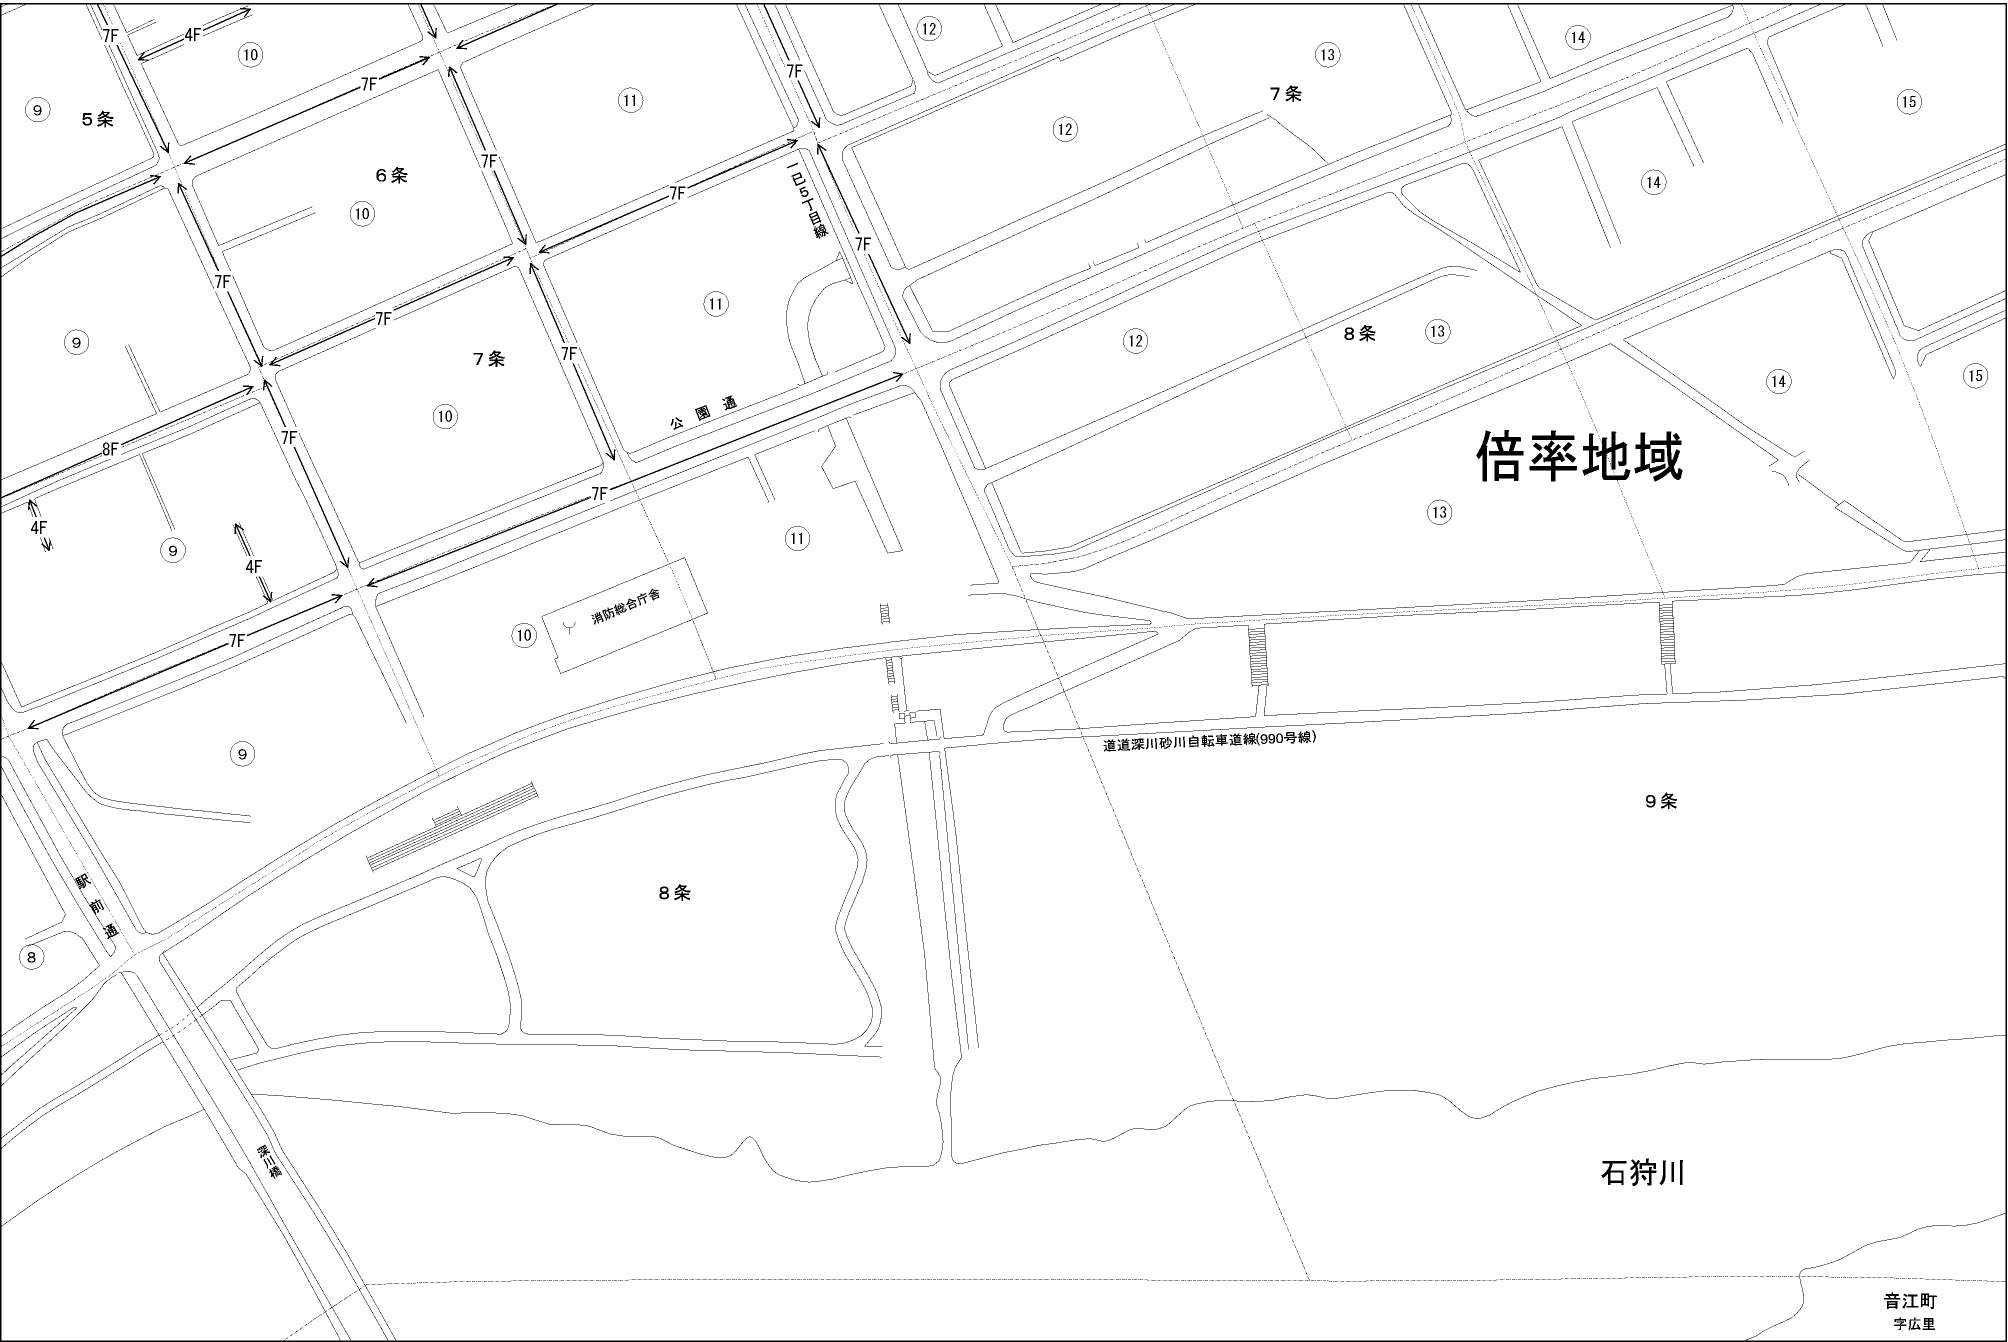 7F
4F
⑩
7F
⑨
5条
⑪
7F
⑫
⑬
⑭
7条
⑮
⑫
6条
⑩
7F
7F
一已5丁目線
⑭
7F
7F
7F
⑪
⑨
7F
7F
7条
⑫
8条
⑬
⑭
⑮
⑩
公園通
8F
7F
倍率地域
4F
⑨
4F
7F
⑪
⑬
消防総合庁舎
⑩
7F
⑨
道道深川砂川自転車道線(990号線)
9条
駅前通
8条
⑧
深川橋
石狩川
音江町
字広里